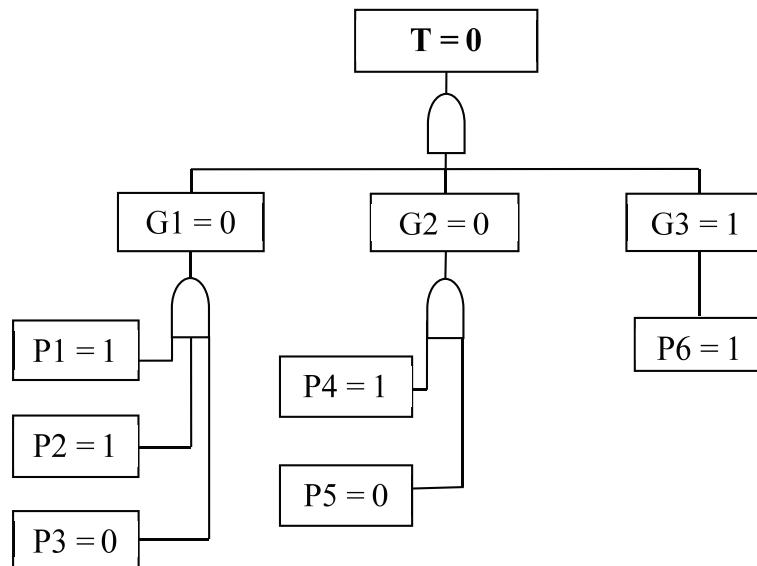 T = 0
G1 = 0
G2 = 0
G3 = 1
P1 = 1
P2 = 1
P3 = 0
P4 = 1
P5 = 0
P6 = 1